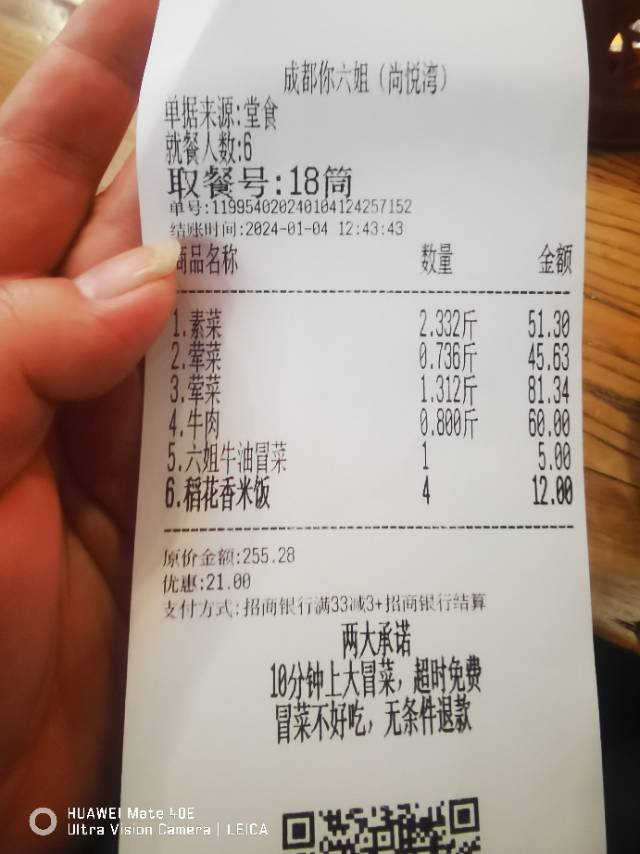 成都你六姐（尚悦湾）
单据来源:堂食
就餐人数:6
取餐号:18筒
单号:119954020240104124257152
结账时间:2024-01-04 12:43:43
商品名称 数量 金额
1.素菜 2.332斤 51.30
2.荤菜 0.736斤 45.63
3.荤菜 1.312斤 81.34
4.牛肉 0.800斤 60.00
5.六姐牛油冒菜 1 5.00
6.稻花香米饭 4 12.00
原价金额:255.28
优惠:21.00
支付方式:招商银行满33减3+招商银行结算
两大承诺
10分钟上大冒菜，超时免费
冒菜不好吃，无条件退款
HUAWEI Mate 40E
Ultra Vision Camera | LEICA